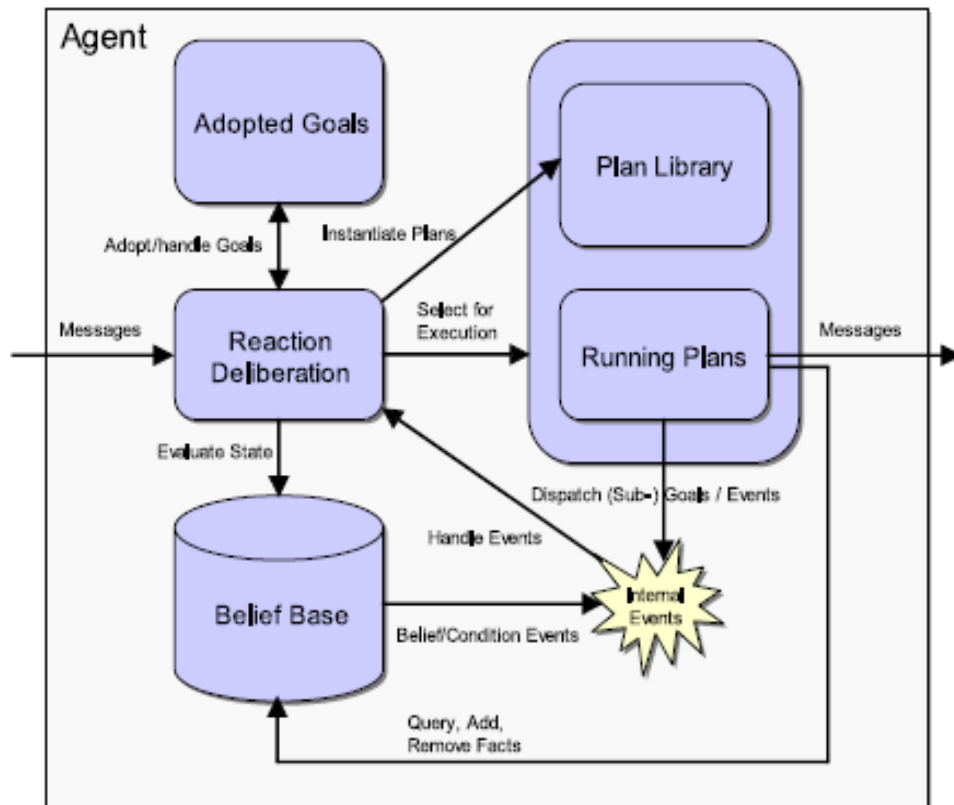 Agent
Adopted Goals
Plan Library
Adopt/handle Goals
Instantiate Plans
Messages
Reaction
Deliberation
Select for
Execution
Running Plans
Messages
Evaluate State
Dispatch (Sub-) Goals / Events
Handle Events
Internal
Events
Belief Base
Belief/Condition Events
Query, Add,
Remove Facts